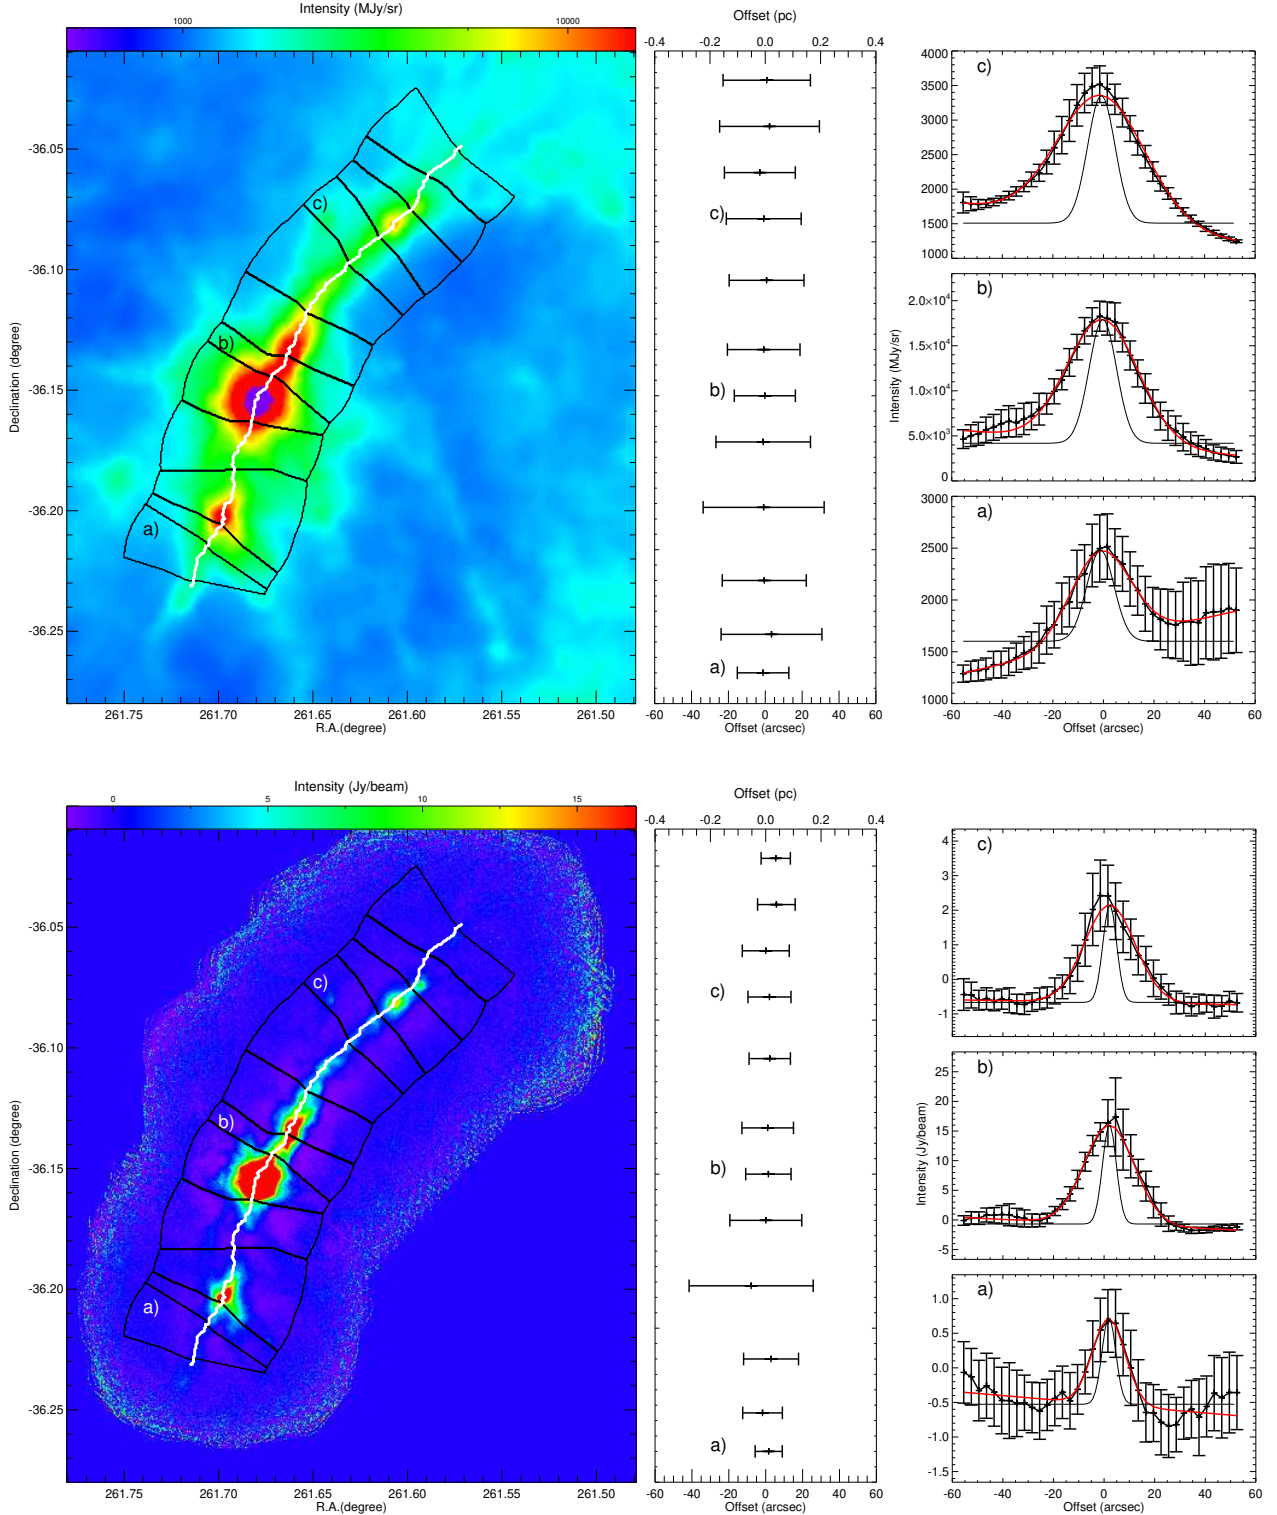 Intensity (MJy/sr)
1000 10000
Declination (degree)
-36.05
-36.10
-36.15
-36.20
-36.25
c)
b)
a)
261.75 261.70 261.65 261.60 261.55 261.50
R.A.(degree)
Offset (pc)
-0.4 -0.2 0.0 0.2 0.4
c)
b)
a)
-60 -40 -20 0 20 40 60
Offset (arcsec)
c)
4000
3500
3000
2500
2000
1500
1000
b)
2.0×10⁴
1.5×10⁴
1.0×10⁴
5.0×10³
0
Intensity (MJy/sr)
a)
3000
2500
2000
1500
1000
-60 -40 -20 0 20 40 60
Offset (arcsec)
Intensity (Jy/beam)
0 5 10 15
Declination (degree)
-36.05
-36.10
-36.15
-36.20
-36.25
c)
b)
a)
261.75 261.70 261.65 261.60 261.55 261.50
R.A.(degree)
Offset (pc)
-0.4 -0.2 0.0 0.2 0.4
c)
b)
a)
-60 -40 -20 0 20 40 60
Offset (arcsec)
c)
4
3
2
1
0
-1
b)
25
20
15
10
5
0
-5
Intensity (Jy/beam)
a)
1.0
0.5
0.0
-0.5
-1.0
-1.5
-60 -40 -20 0 20 40 60
Offset (arcsec)